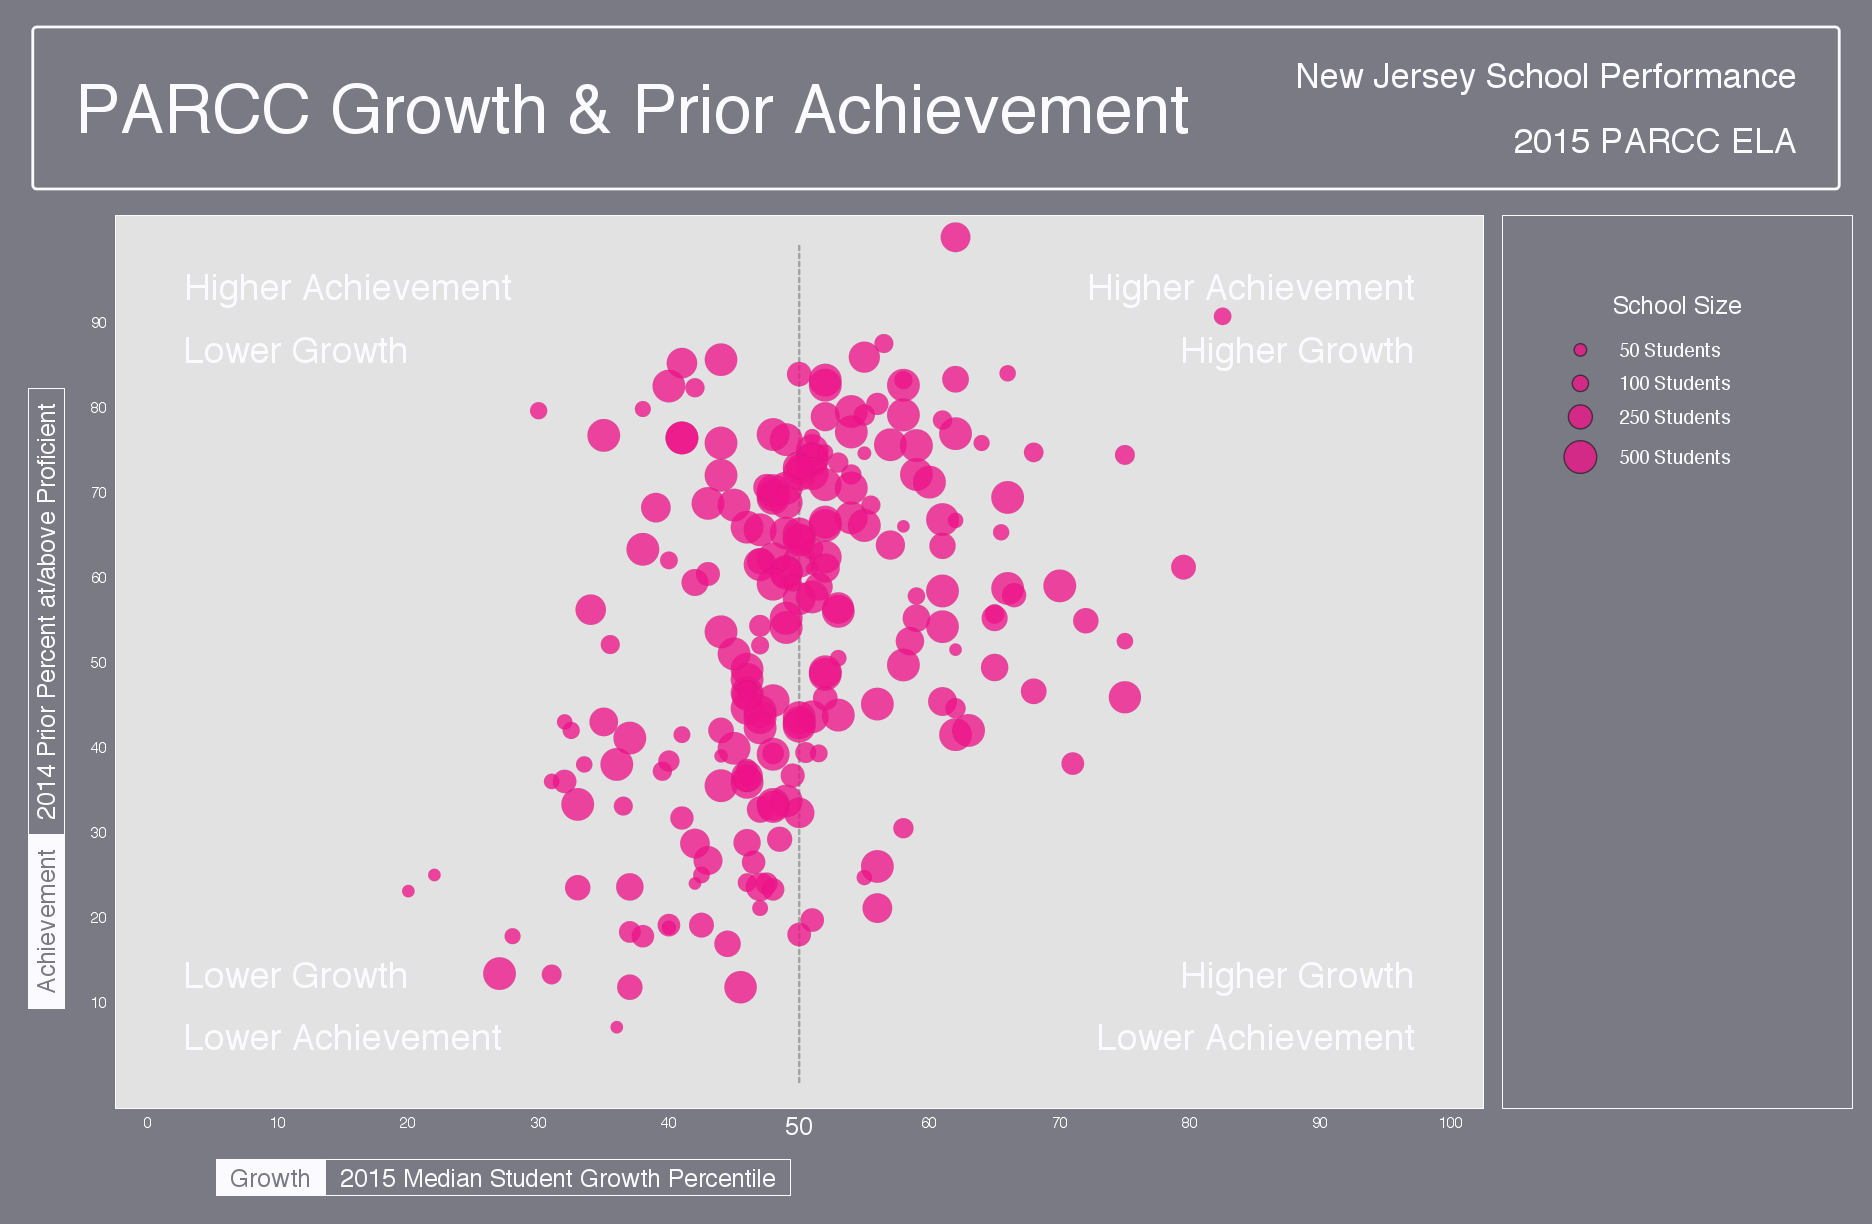 PARCC Growth & Prior Achievement
New Jersey School Performance
2015 PARCC ELA
Higher Achievement
Lower Growth
Higher Achievement
Higher Growth
Lower Growth
Lower Achievement
Higher Growth
Lower Achievement
90
80
70
60
50
40
30
20
10
Achievement 2014 Prior Percent at/above Proficient
0 10 20 30 40 50 60 70 80 90 100
Growth 2015 Median Student Growth Percentile
School Size
50 Students
100 Students
250 Students
500 Students